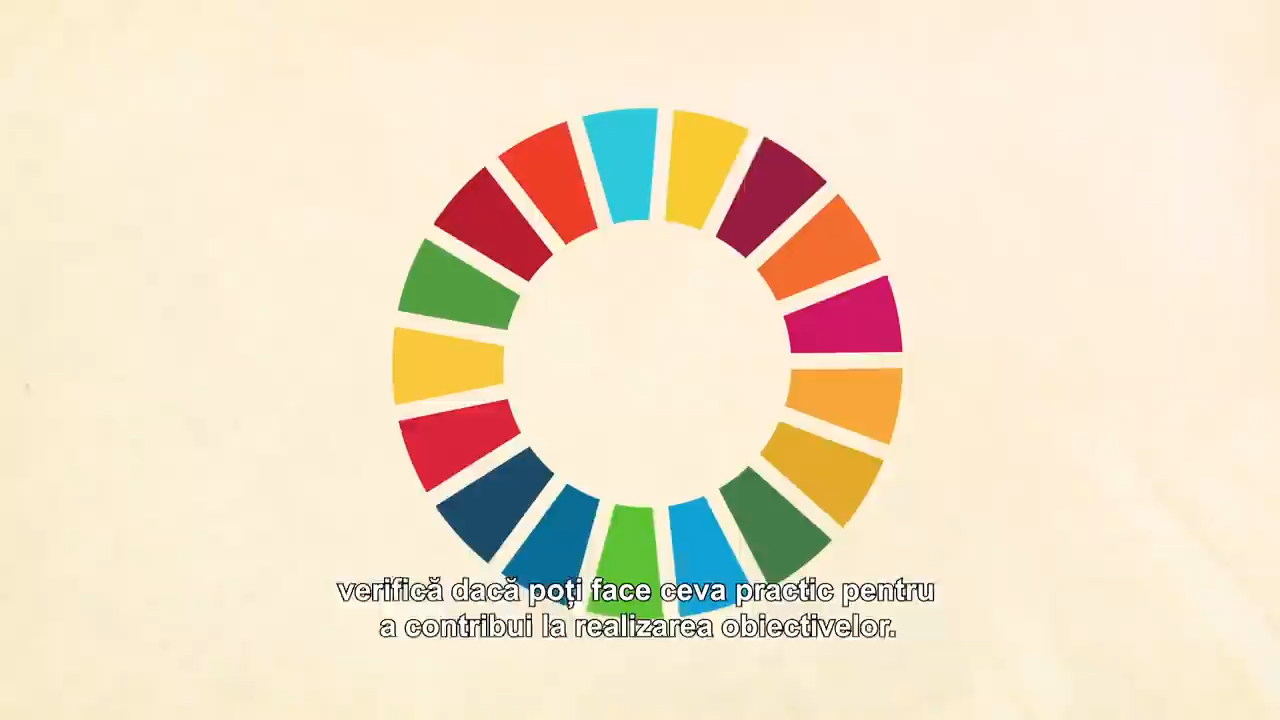 verifică dacă poți face ceva practic pentru
a contribui la realizarea obiectivelor.